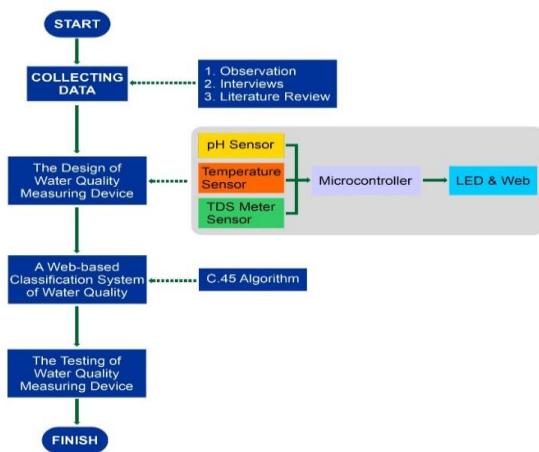 START
COLLECTING
DATA
1. Observation
2. Interviews
3. Literature Review
The Design of
Water Quality
Measuring Device
pH Sensor
Temperature
Sensor
TDS Meter
Sensor
Microcontroller
LED & Web
A Web-based
Classification System
of Water Quality
C.45 Algorithm
The Testing of
Water Quality
Measuring Device
FINISH